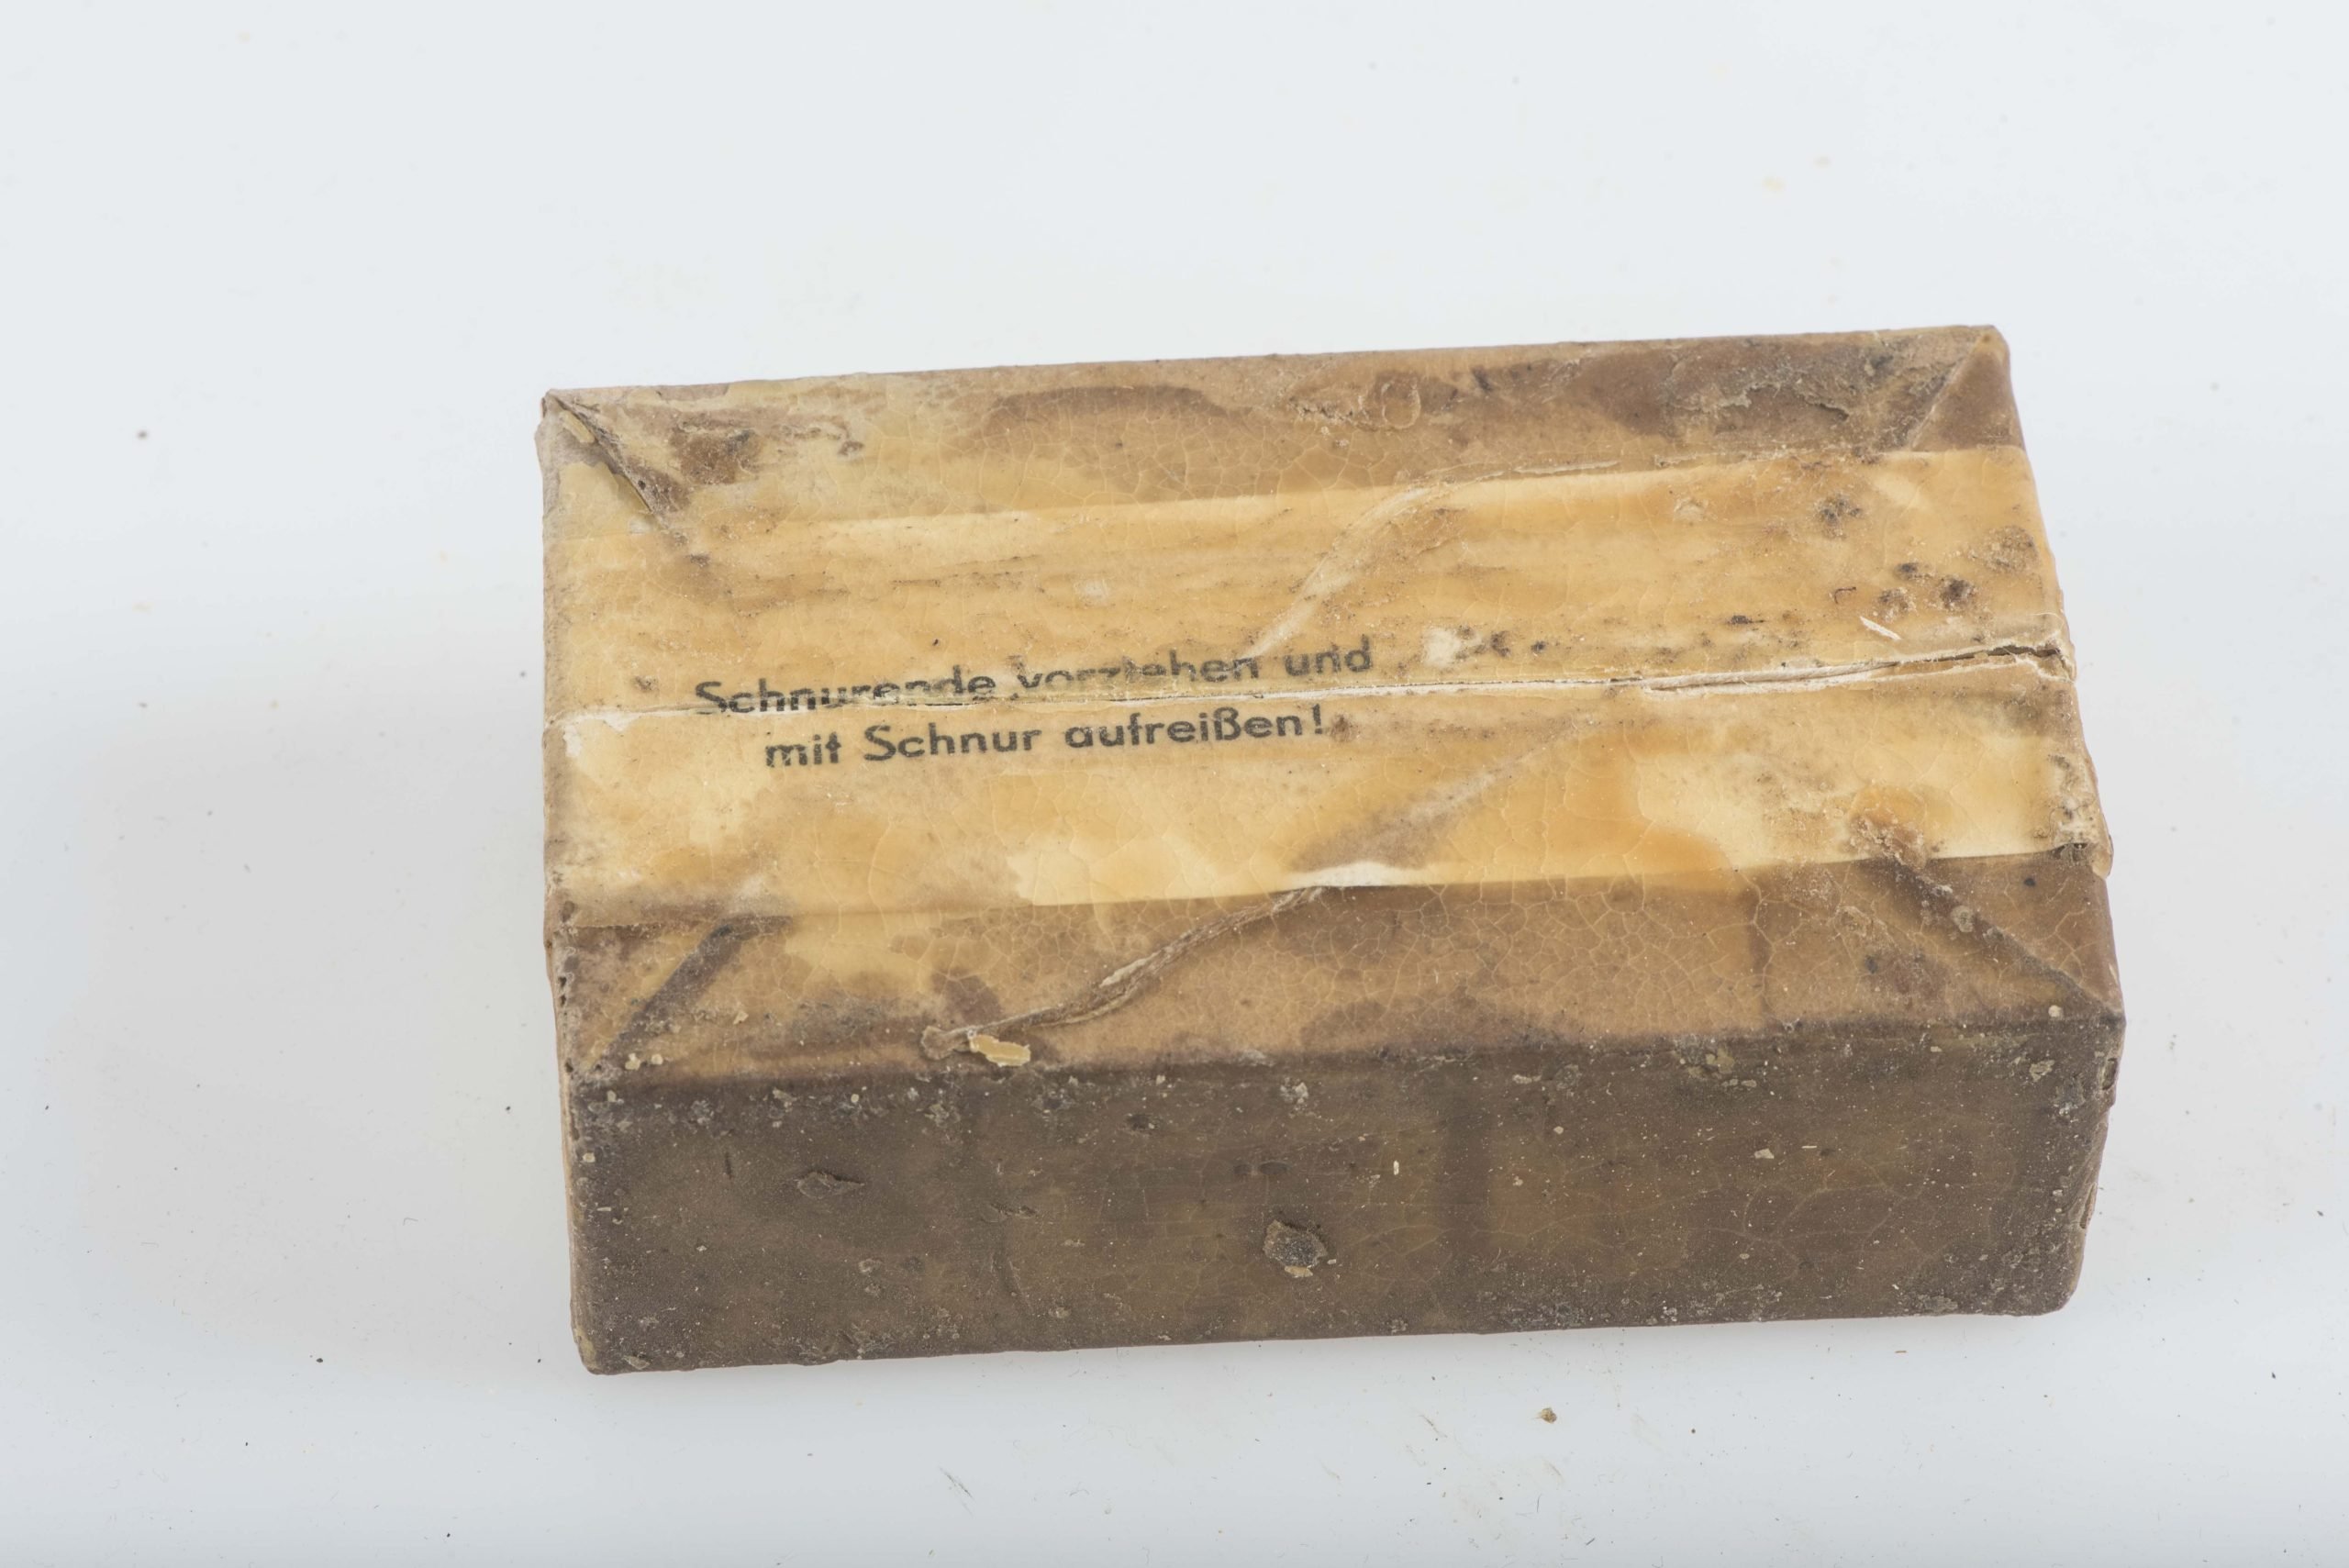 Schnurende vorziehen und
mit Schnur aufreißen!